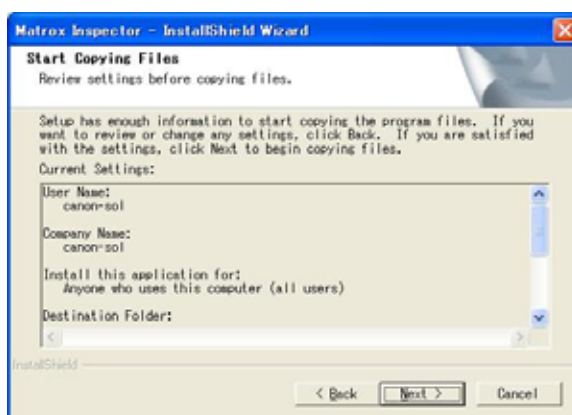 Matrox Inspector - InstallShield Wizard
Start Copying Files
Review settings before copying files.
Setup has enough information to start copying the program files. If you
want to review or change any settings, click Back. If you are satisfied
with the settings, click Next to begin copying files.
Current Settings:
User Name:
canon-sol
Company Name:
canon-sol
Install this application for:
Anyone who uses this computer (all users)
Destination Folder:
InstallShield
< Back
Next >
Cancel